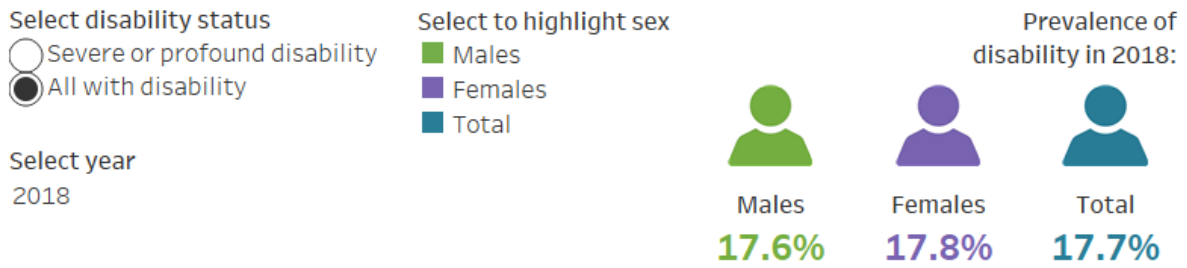 Select disability status
Severe or profound disability
All with disability
Select year
2018
Select to highlight sex
Males
Females
Total
Prevalence of
disability in 2018:
Males
Females
Total
17.6%
17.8%
17.7%